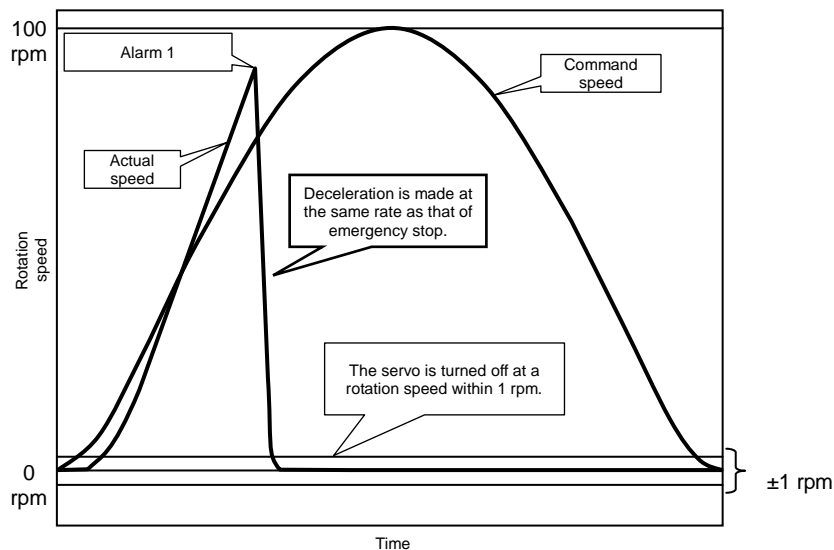 100
rpm
Alarm 1
Command
speed
Actual
speed
Deceleration is made at
the same rate as that of
emergency stop.
Rotation
speed
The servo is turned off at a
rotation speed within 1 rpm.
0
rpm
±1 rpm
Time